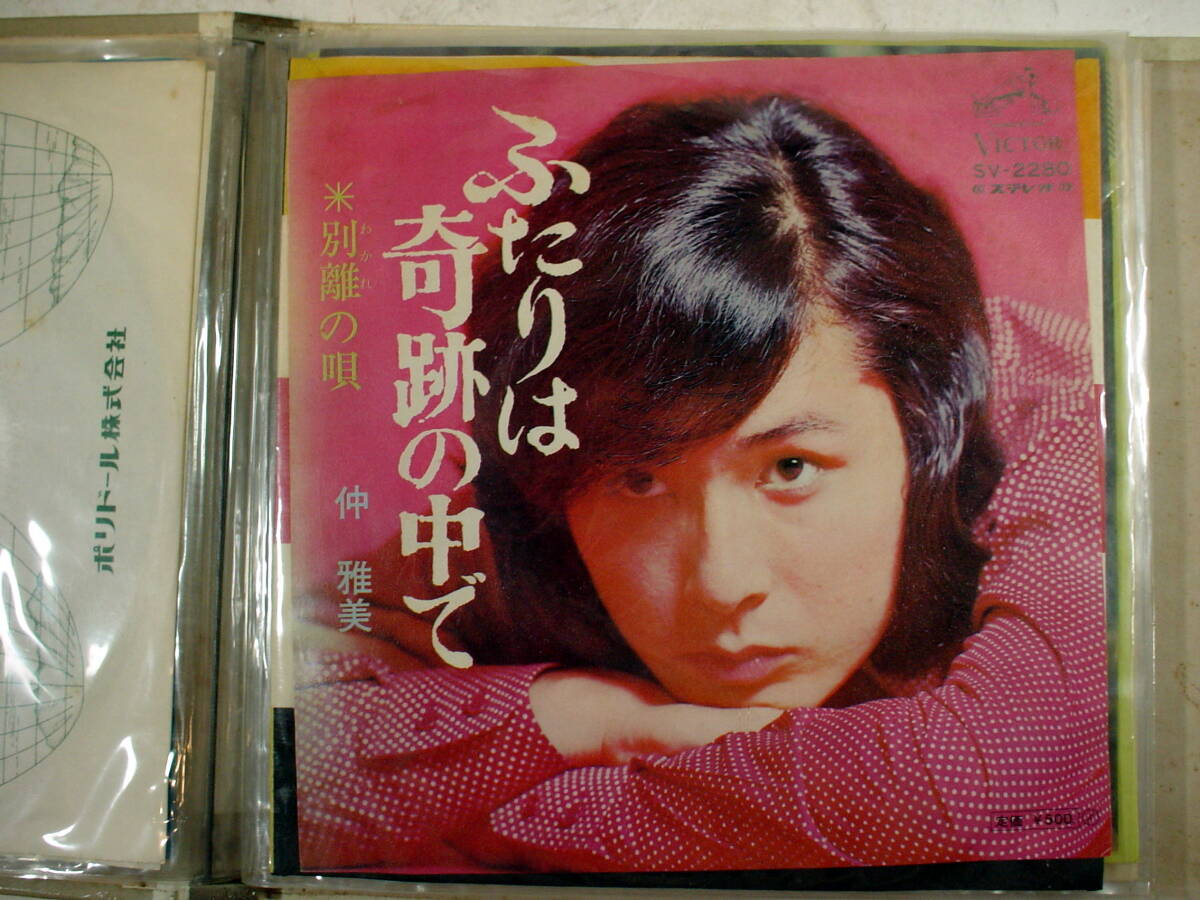 ふたりは
奇跡の中で
✳別離の唄
わかれ
仲 雅美
VICTOR
SV-2280
ステレオ
定価 ¥500
ポリドール株式会社